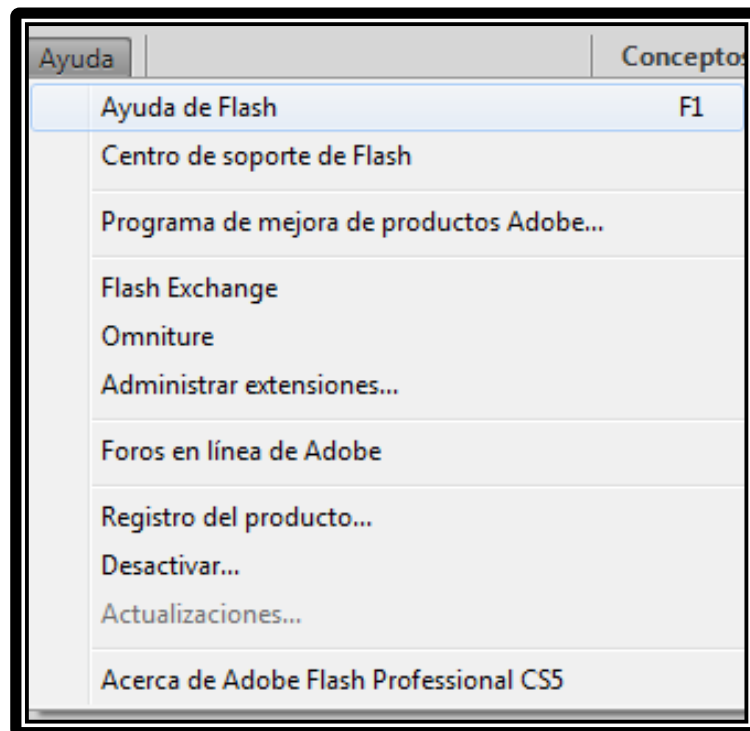 Ayuda Conceptos
Ayuda de Flash F1
Centro de soporte de Flash
Programa de mejora de productos Adobe...
Flash Exchange
Omniture
Administrar extensiones...
Foros en línea de Adobe
Registro del producto...
Desactivar...
Actualizaciones...
Acerca de Adobe Flash Professional CS5